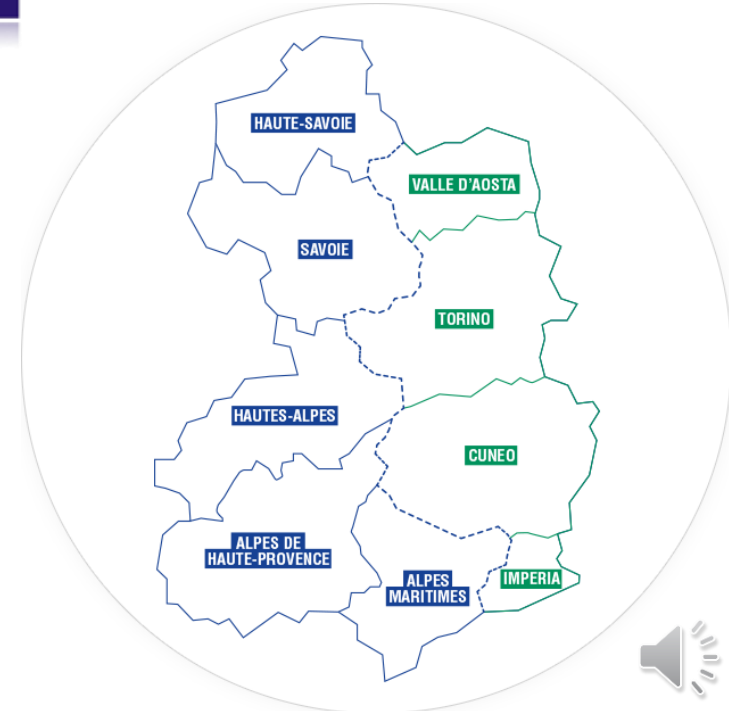 HAUTE-SAVOIE
VALLE D'AOSTA
SAVOIE
TORINO
HAUTES-ALPES
CUNEO
ALPES DE
HAUTE-PROVENCE
ALPES
MARITIMES
IMPERIA